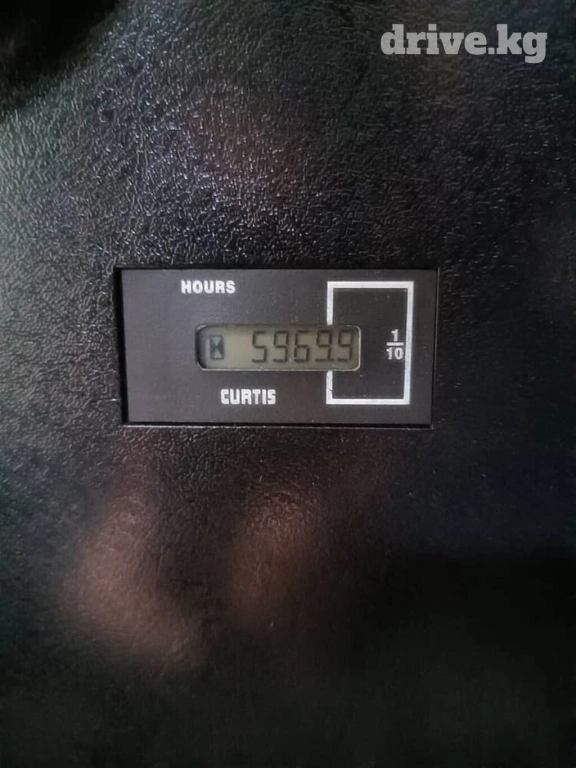 drive.kg
HOURS
5969.9
1/10
CURTIS